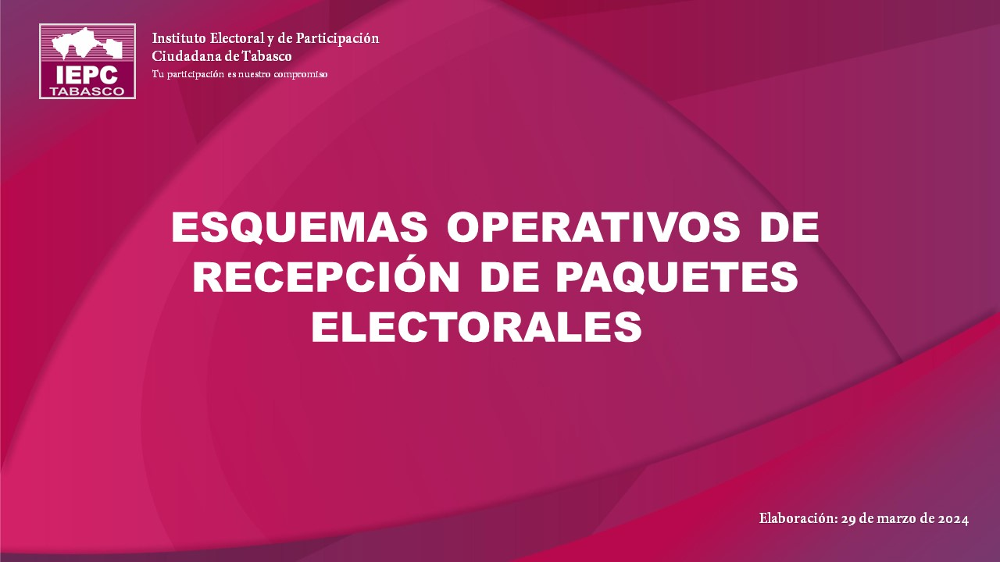 IEPC
TABASCO
Instituto Electoral y de Participación
Ciudadana de Tabasco
Tu participación es nuestro compromiso
ESQUEMAS OPERATIVOS DE
RECEPCIÓN DE PAQUETES
ELECTORALES
Elaboración: 29 de marzo de 2024